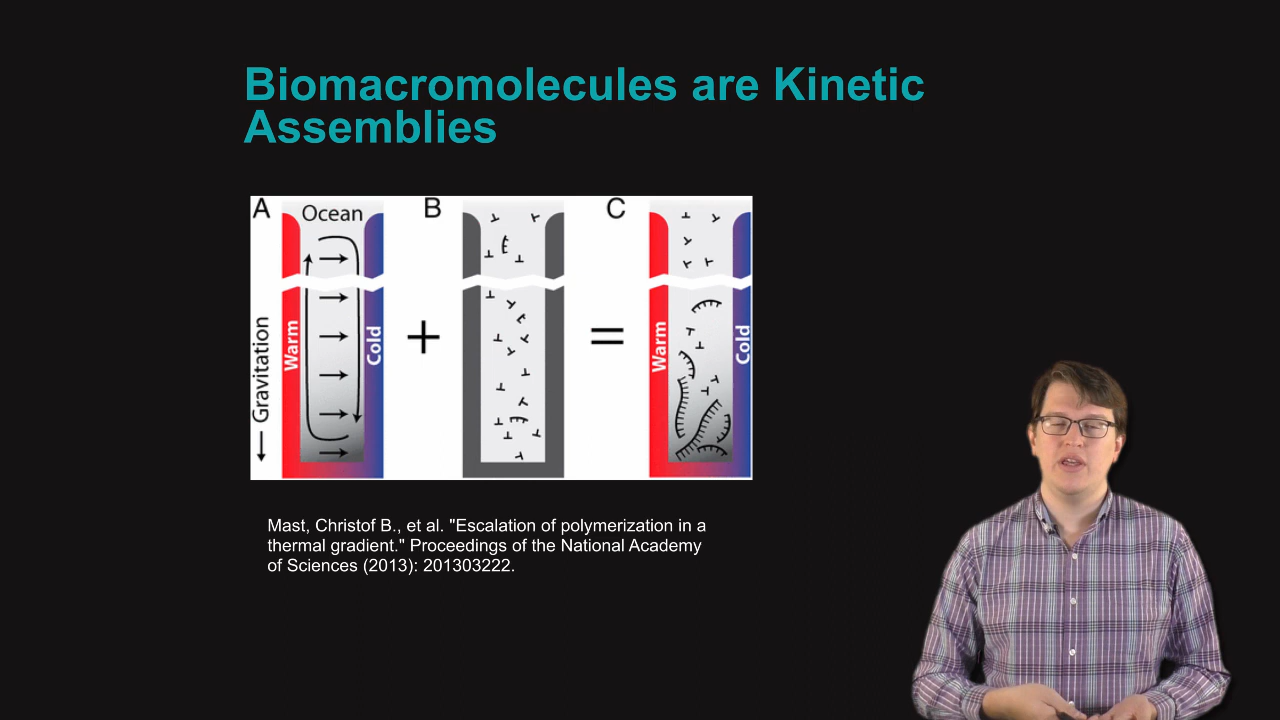 Biomacromolecules are Kinetic
Assemblies
A
Ocean
B
C
Gravitation
Warm
Cold
+
=
Warm
Cold
Mast, Christof B., et al. "Escalation of polymerization in a
thermal gradient." Proceedings of the National Academy
of Sciences (2013): 201303222.